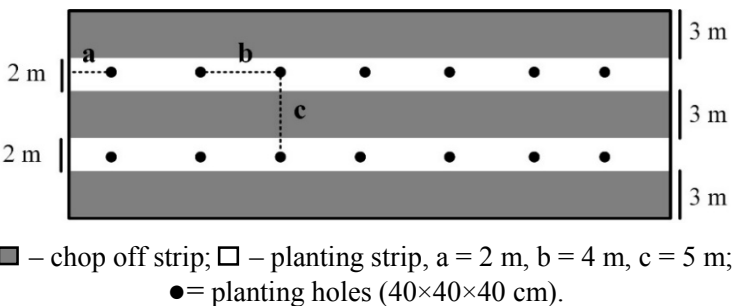 3 m
a
b
2 m
c
3 m
2 m
3 m
– chop off strip; – planting strip, a = 2 m, b = 4 m, c = 5 m;
= planting holes (40×40×40 cm).